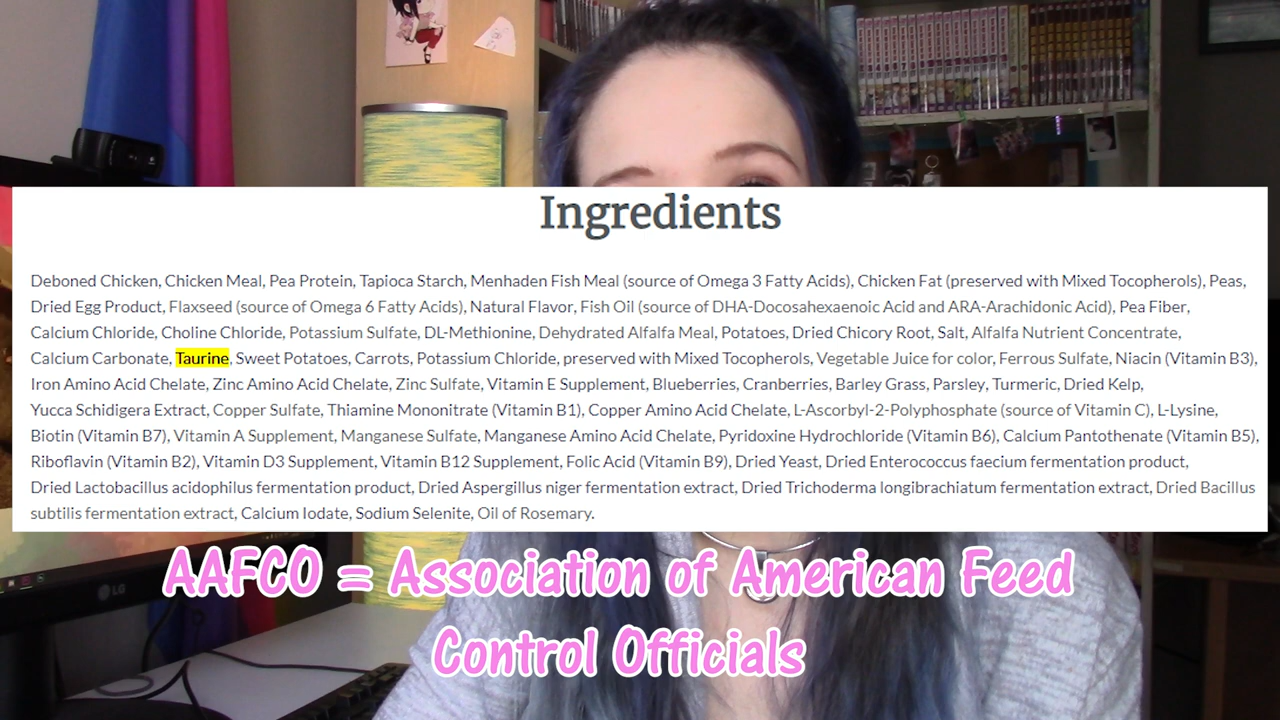 Ingredients
Deboned Chicken, Chicken Meal, Pea Protein, Tapioca Starch, Menhaden Fish Meal (source of Omega 3 Fatty Acids), Chicken Fat (preserved with Mixed Tocopherols), Peas,
Dried Egg Product, Flaxseed (source of Omega 6 Fatty Acids), Natural Flavor, Fish Oil (source of DHA-Docosahexaenoic Acid and ARA-Arachidonic Acid), Pea Fiber,
Calcium Chloride, Choline Chloride, Potassium Sulfate, DL-Methionine, Dehydrated Alfalfa Meal, Potatoes, Dried Chicory Root, Salt, Alfalfa Nutrient Concentrate,
Calcium Carbonate, Taurine, Sweet Potatoes, Carrots, Potassium Chloride, preserved with Mixed Tocopherols, Vegetable Juice for color, Ferrous Sulfate, Niacin (Vitamin B3),
Iron Amino Acid Chelate, Zinc Amino Acid Chelate, Zinc Sulfate, Vitamin E Supplement, Blueberries, Cranberries, Barley Grass, Parsley, Turmeric, Dried Kelp,
Yucca Schidigera Extract, Copper Sulfate, Thiamine Mononitrate (Vitamin B1), Copper Amino Acid Chelate, L-Ascorbyl-2-Polyphosphate (source of Vitamin C), L-Lysine,
Biotin (Vitamin B7), Vitamin A Supplement, Manganese Sulfate, Manganese Amino Acid Chelate, Pyridoxine Hydrochloride (Vitamin B6), Calcium Pantothenate (Vitamin B5),
Riboflavin (Vitamin B2), Vitamin D3 Supplement, Vitamin B12 Supplement, Folic Acid (Vitamin B9), Dried Yeast, Dried Enterococcus faecium fermentation product,
Dried Lactobacillus acidophilus fermentation product, Dried Aspergillus niger fermentation extract, Dried Trichoderma longibrachiatum fermentation extract, Dried Bacillus
subtilis fermentation extract, Calcium Iodate, Sodium Selenite, Oil of Rosemary.
AAFCO = Association of American Feed
Control Officials
LG